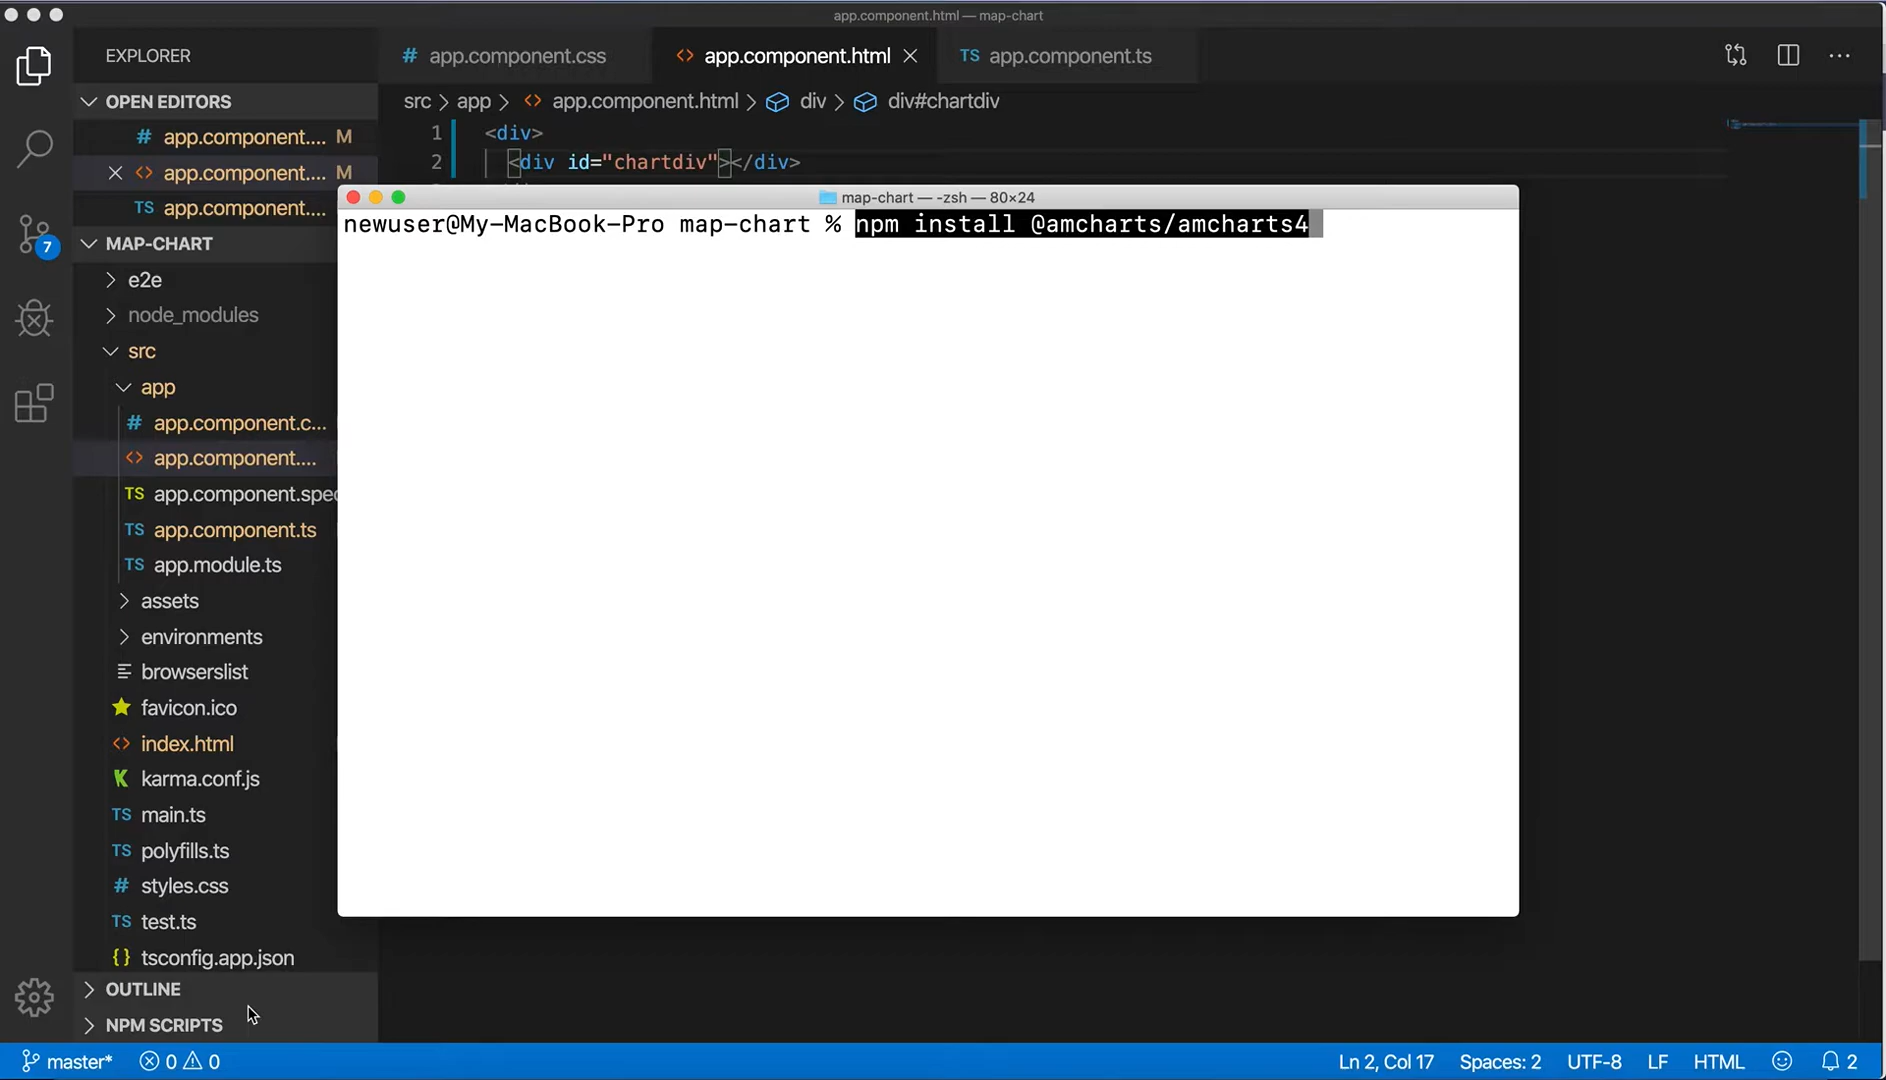 app.component.html — map-chart
EXPLORER
# app.component.css
<> app.component.html
TS app.component.ts
OPEN EDITORS
src > app > <> app.component.html > div > div#chartdiv
# app.component.... M
<> app.component.... M
TS app.component....
1 <div>
2 <div id="chartdiv"></div>
map-chart — -zsh — 80×24
newuser@My-MacBook-Pro map-chart % npm install @amcharts/amcharts4
7
MAP-CHART
e2e
node_modules
src
app
# app.component.c...
<> app.component....
TS app.component.spec
TS app.component.ts
TS app.module.ts
assets
environments
browserslist
favicon.ico
<> index.html
karma.conf.js
TS main.ts
TS polyfills.ts
# styles.css
TS test.ts
{} tsconfig.app.json
OUTLINE
NPM SCRIPTS
master* 0 0
Ln 2, Col 17 Spaces: 2 UTF-8 LF HTML 2